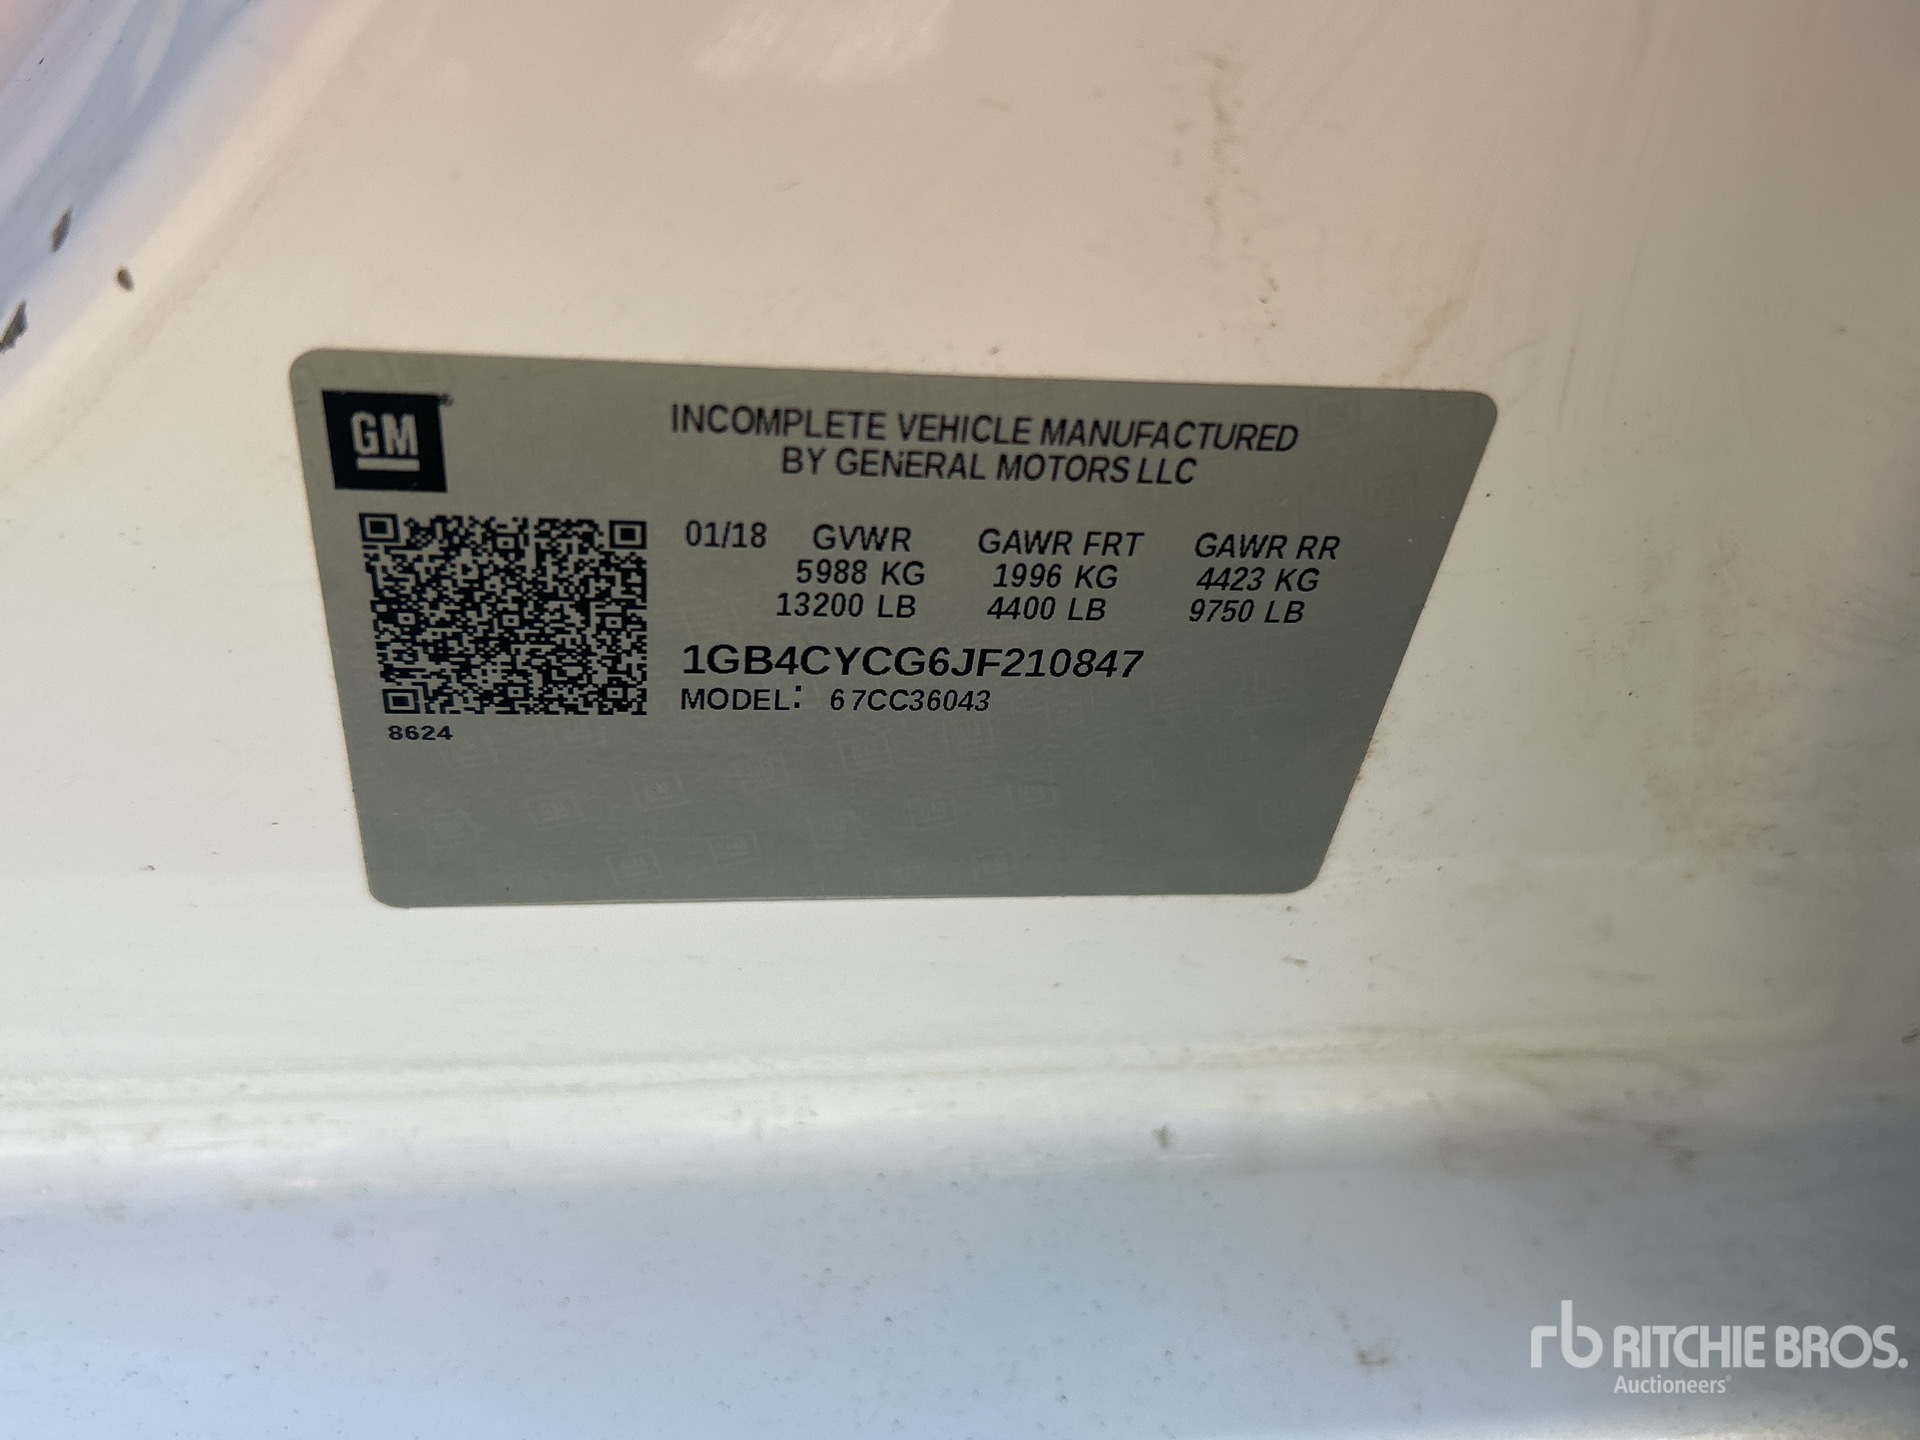 GM
INCOMPLETE VEHICLE MANUFACTURED
BY GENERAL MOTORS LLC
01/18 GVWR GAWR FRT GAWR RR
5988 KG 1996 KG 4423 KG
13200 LB 4400 LB 9750 LB
1GB4CYCG6JF210847
MODEL: 67CC36043
8624
rb RITCHIE BROS.
Auctioneers